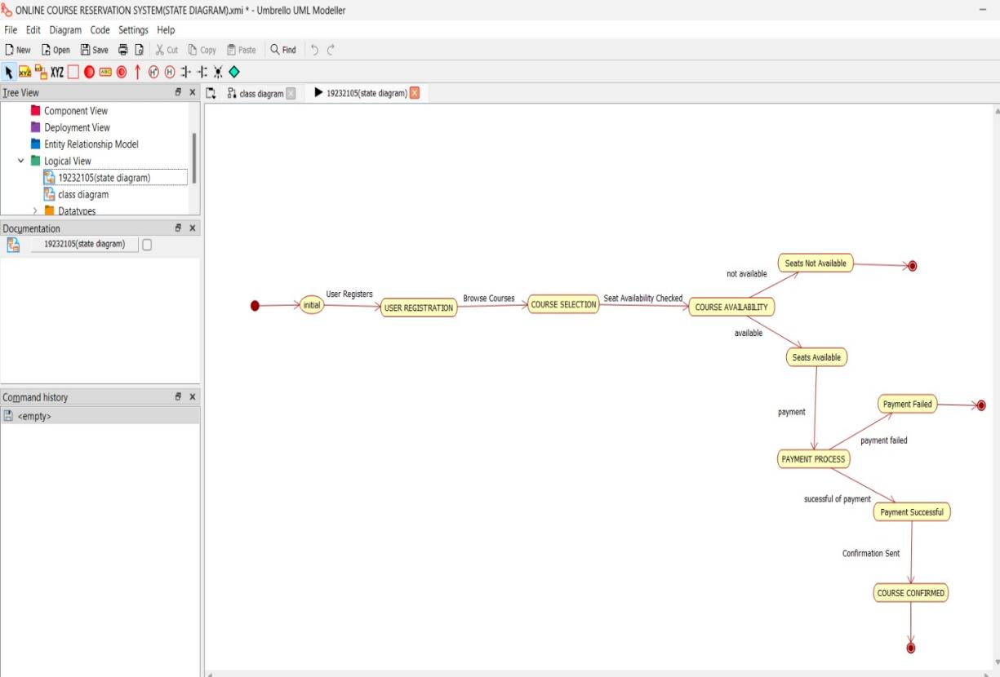 ONLINE COURSE RESERVATION SYSTEM(STATE DIAGRAM).xmi * - Umbrello UML Modeller
File Edit Diagram Code Settings Help
New Open Save Cut Copy Paste Find
XYZ XYZ ABC H* H
Tree View
class diagram
19232105(state diagram)
Component View
Deployment View
Entity Relationship Model
Logical View
19232105(state diagram)
class diagram
Datatypes
Documentation
19232105(state diagram)
Command history
<empty>
initial
User Registers
USER REGISTRATION
Browse Courses
COURSE SELECTION
Seat Availability Checked
COURSE AVAILABILITY
not available
Seats Not Available
available
Seats Available
payment
PAYMENT PROCESS
payment failed
Payment Failed
sucessful of payment
Payment Successful
Confirmation Sent
COURSE CONFIRMED